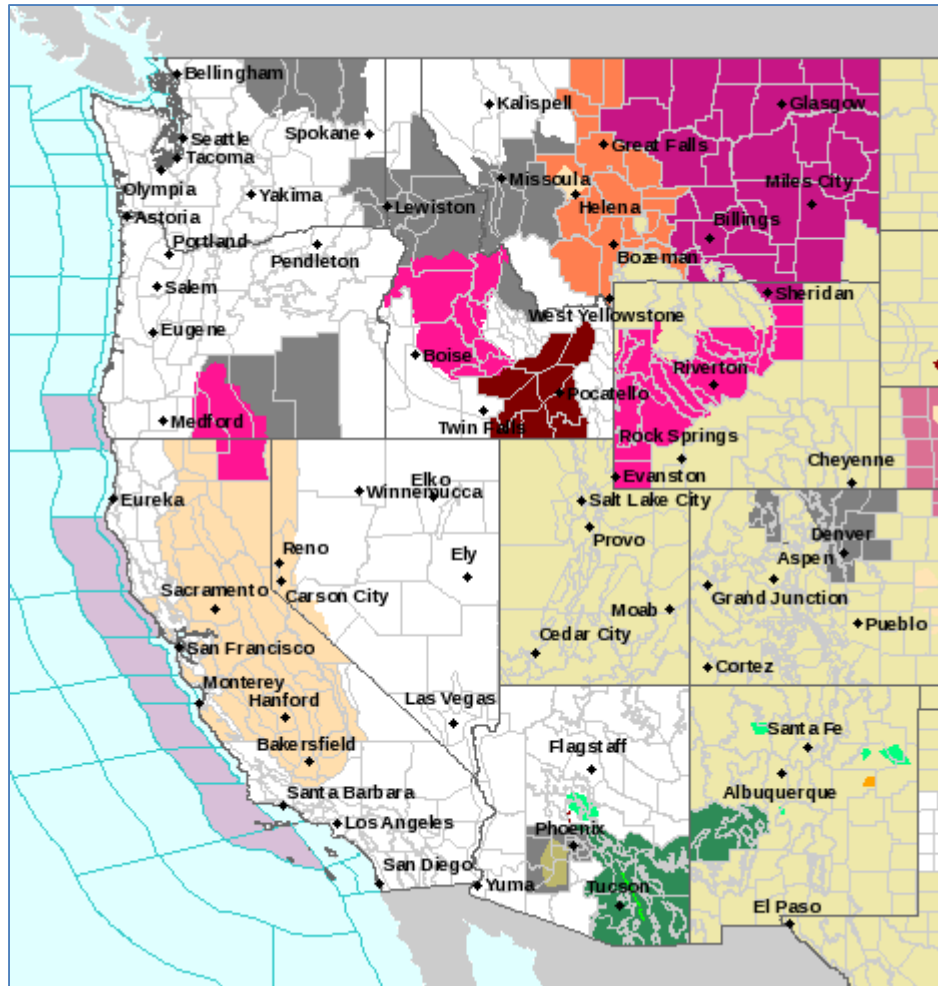 Bellingham
Kalispell
Glasgow
Seattle
Spokane
Great Falls
Tacoma
Olympia
Missoula
Miles City
Yakima
Lewiston
Helena
Astoria
Billings
Portland
Pendleton
Bozeman
Salem
Sheridan
West Yellowstone
Eugene
Boise
Riverton
Pocatello
Medford
Twin Falls
Rock Springs
Cheyenne
Evanston
Elko
Winnemucca
Eureka
Salt Lake City
Provo
Denver
Reno
Ely
Aspen
Sacramento
Carson City
Grand Junction
Moab
Pueblo
Cedar City
San Francisco
Cortez
Monterey
Hanford
Las Vegas
Santa Fe
Bakersfield
Flagstaff
Albuquerque
Santa Barbara
Los Angeles
Phoenix
San Diego
Yuma
Tucson
El Paso